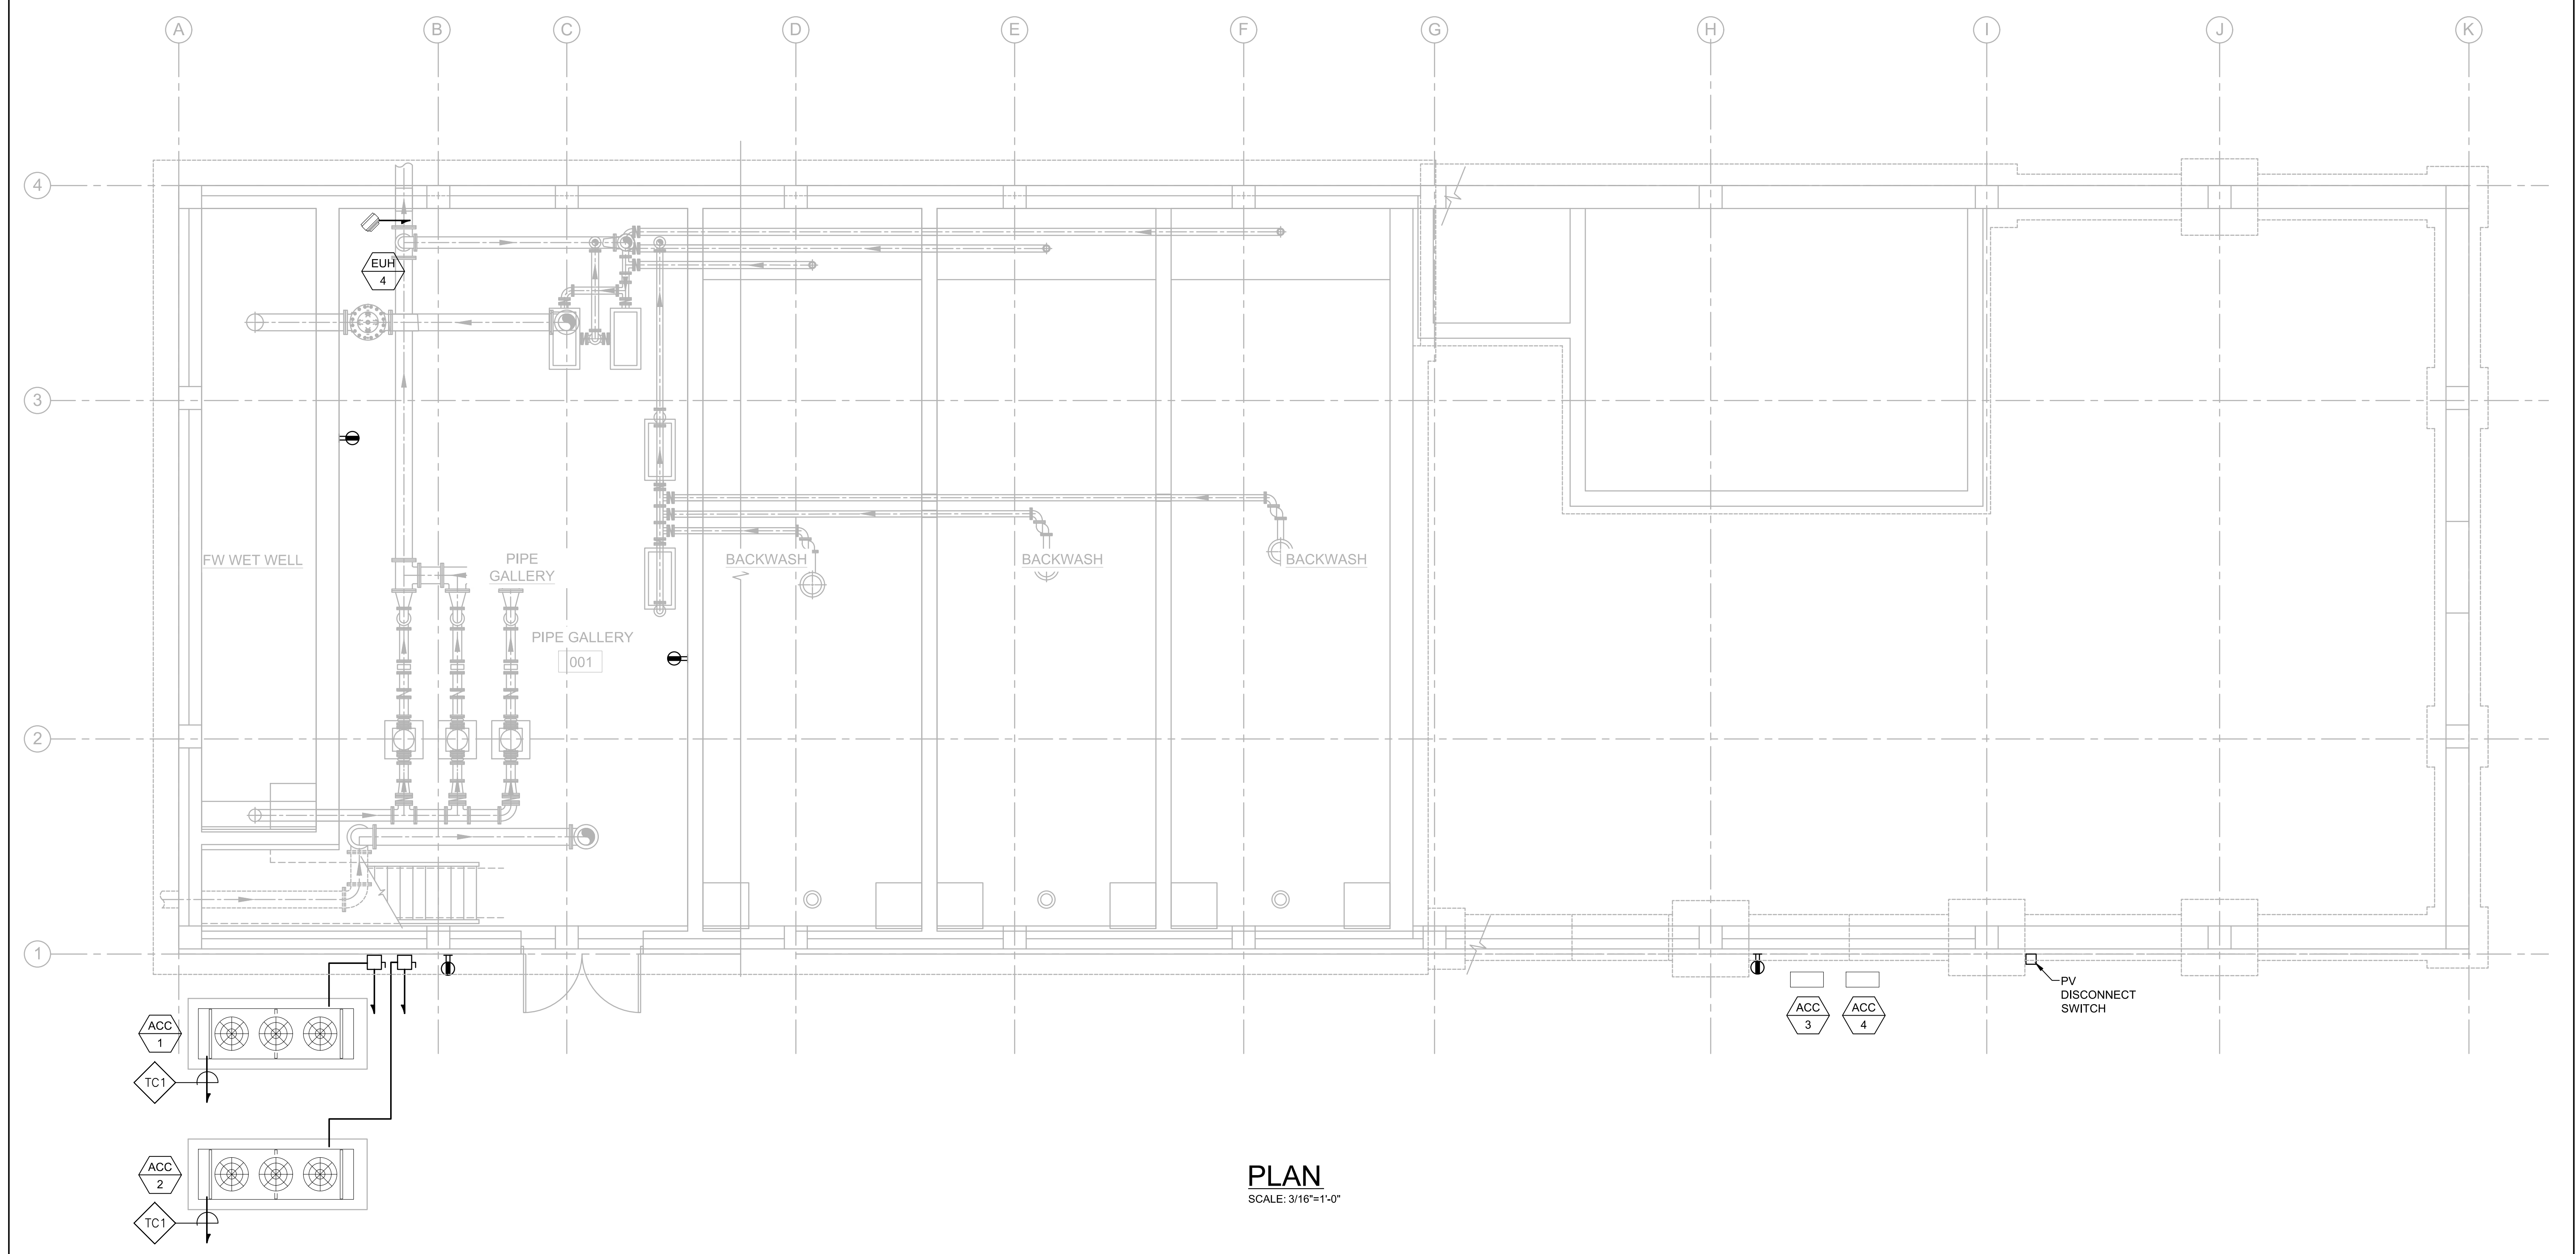 A
B
C
D
E
F
G
H
I
J
K
4
EUH
4
3
FW WET WELL
PIPE
GALLERY
BACKWASH
BACKWASH
BACKWASH
PIPE GALLERY
001
2
1
PV
DISCONNECT
SWITCH
ACC
3
ACC
4
ACC
1
TC1
ACC
2
TC1
PLAN
SCALE: 3/16"=1'-0"